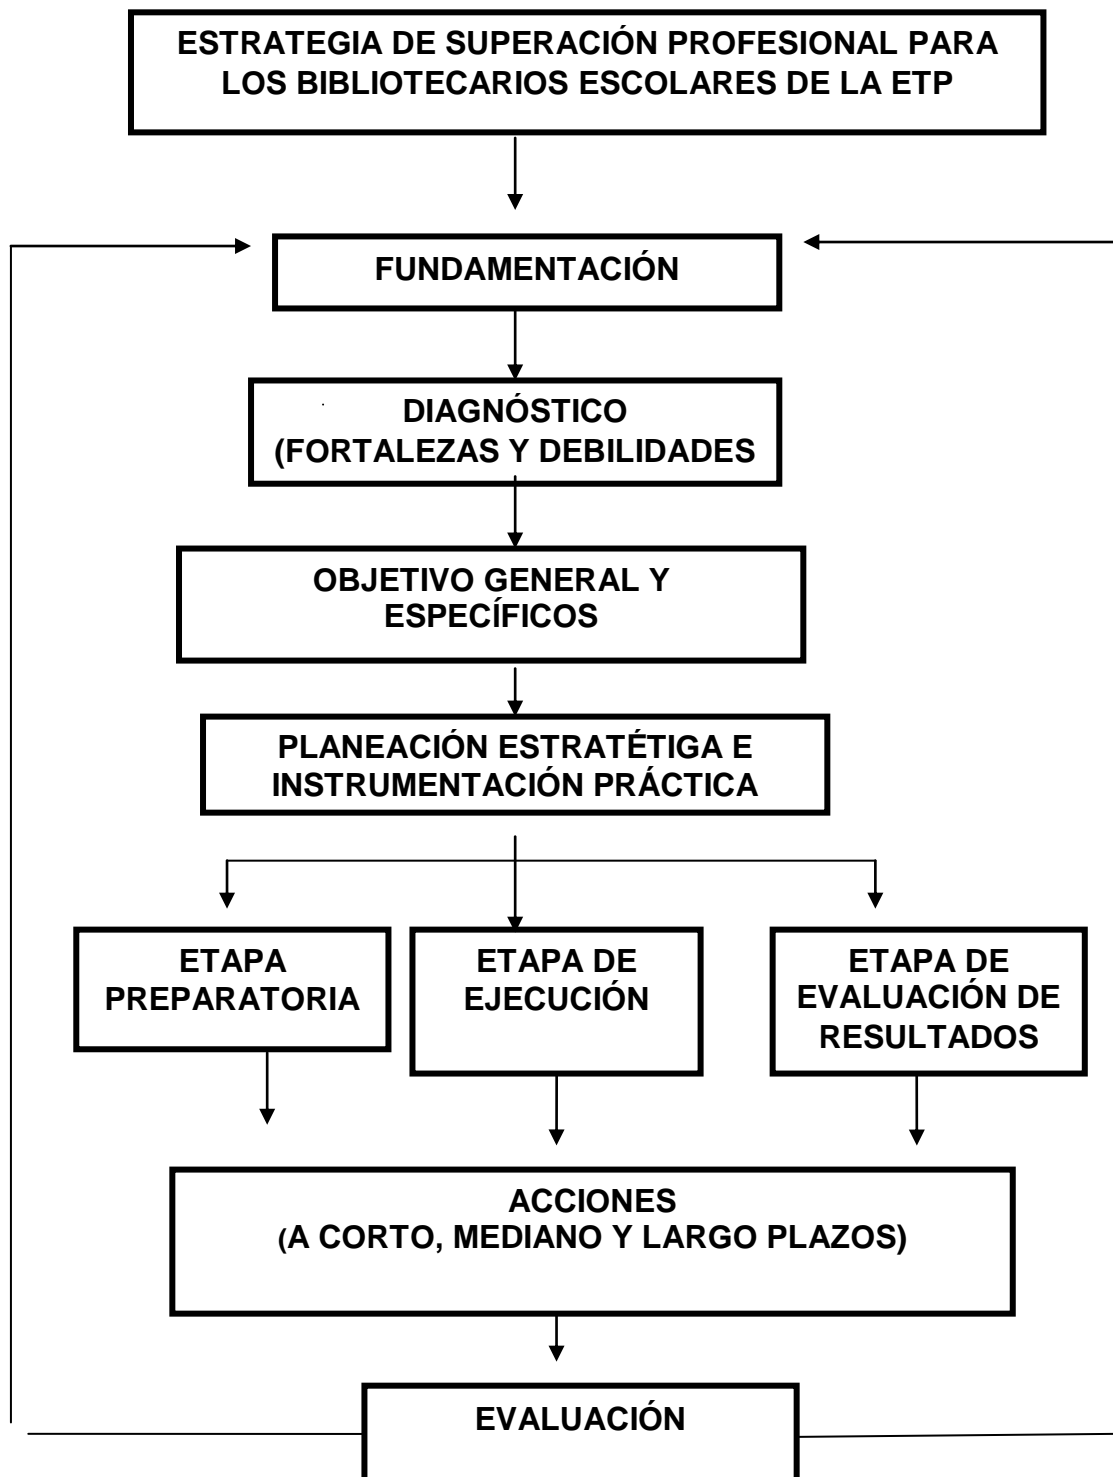 ESTRATEGIA DE SUPERACIÓN PROFESIONAL PARA
LOS BIBLIOTECARIOS ESCOLARES DE LA ETP
FUNDAMENTACIÓN
DIAGNÓSTICO
(FORTALEZAS Y DEBILIDADES
OBJETIVO GENERAL Y
ESPECÍFICOS
PLANEACIÓN ESTRATÉTIGA E
INSTRUMENTACIÓN PRÁCTICA
ETAPA
PREPARATORIA
ETAPA DE
EJECUCIÓN
ETAPA DE
EVALUACIÓN DE
RESULTADOS
ACCIONES
(A CORTO, MEDIANO Y LARGO PLAZOS)
EVALUACIÓN